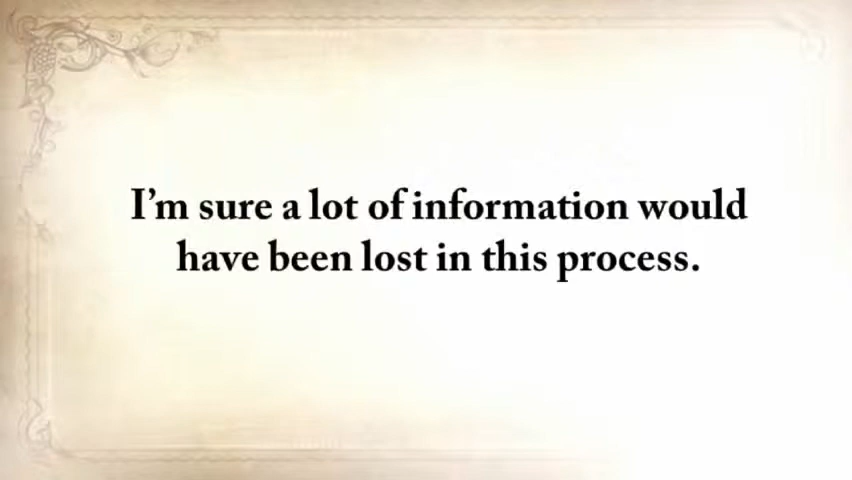 I’m sure a lot of information would
have been lost in this process.